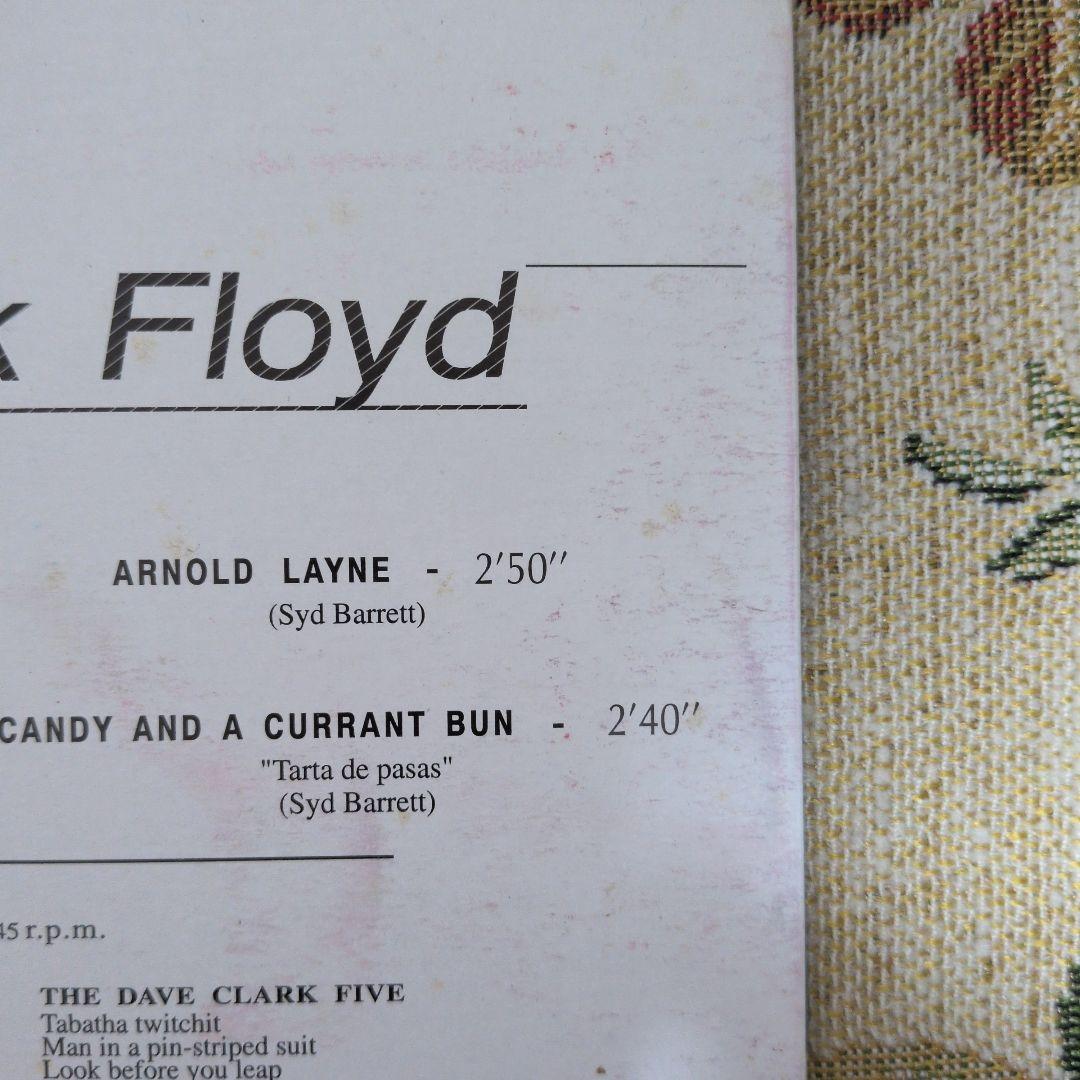 Floyd
ARNOLD LAYNE - 2'50''
(Syd Barrett)
CANDY AND A CURRANT BUN - 2'40''
"Tarta de pasas"
(Syd Barrett)
45 r.p.m.
THE DAVE CLARK FIVE
Tabatha twitchit
Man in a pin-striped suit
Look before you leap